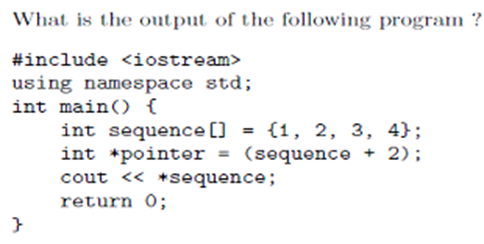 What is the output of the following program ?
#include <iostream>
using namespace std;
int main() {
    int sequence[] = {1, 2, 3, 4};
    int *pointer = (sequence + 2);
    cout << *sequence;
    return 0;
}